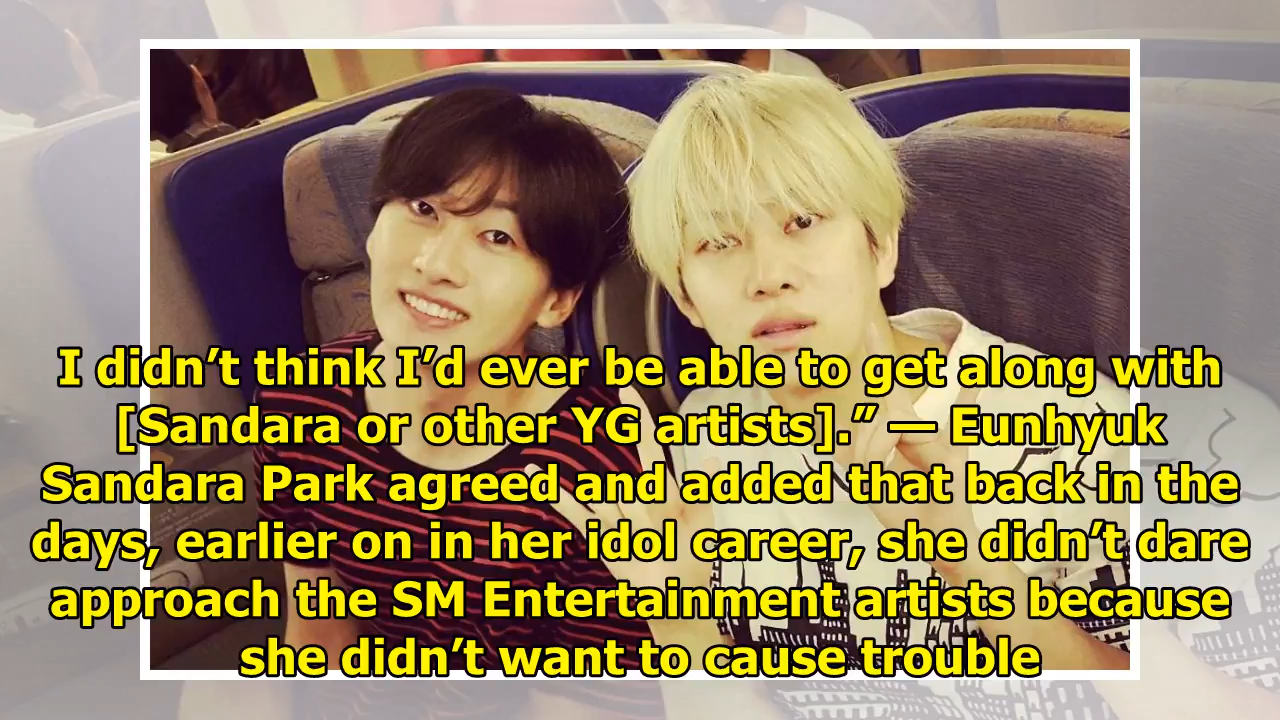 I didn’t think I’d ever be able to get along with
[Sandara or other YG artists].” — Eunhyuk
Sandara Park agreed and added that back in the
days, earlier on in her idol career, she didn’t dare
approach the SM Entertainment artists because
she didn’t want to cause trouble